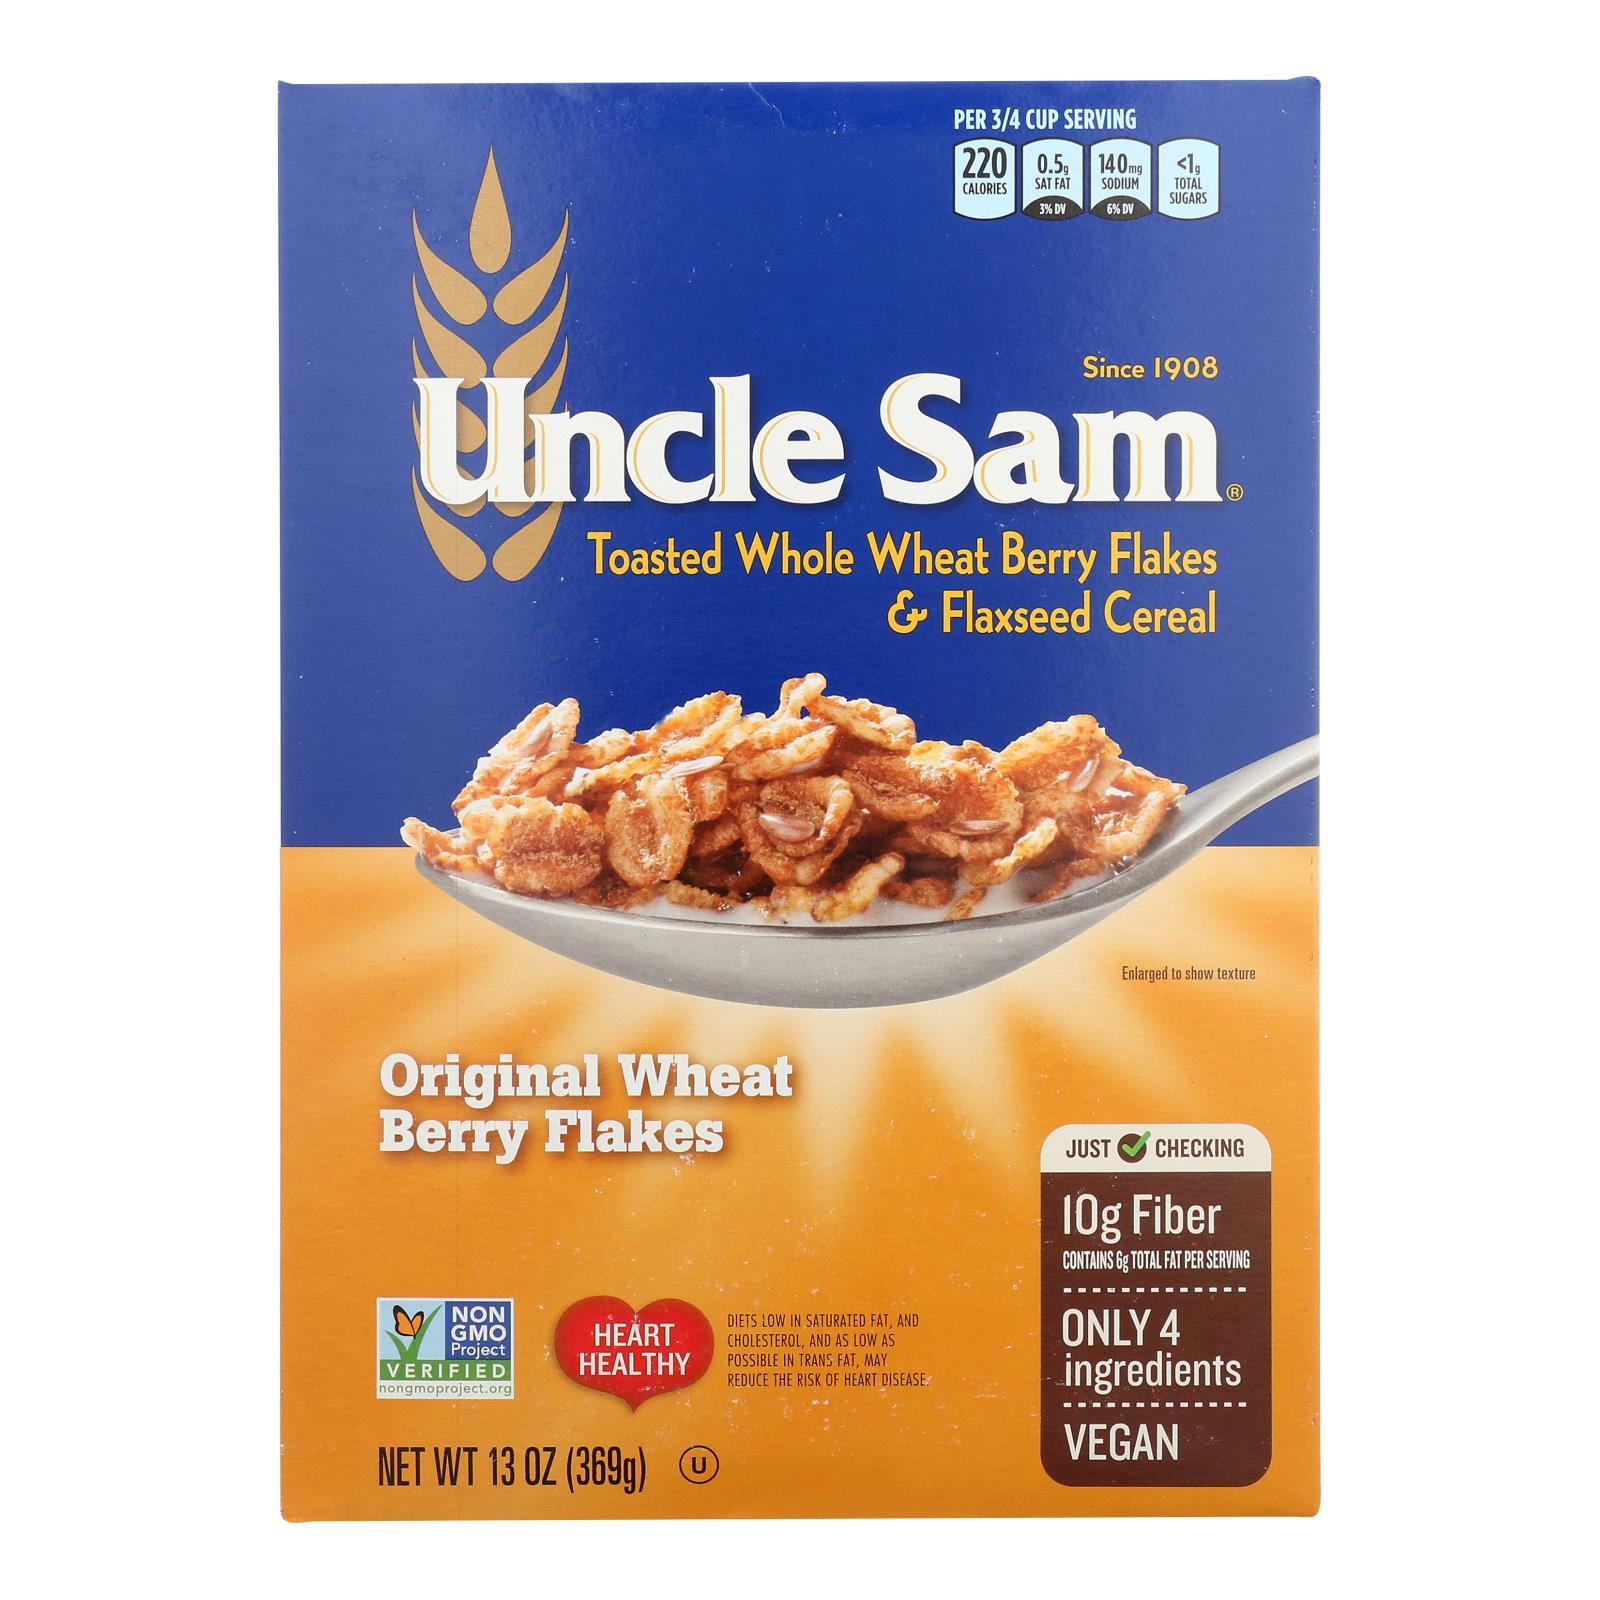 PER 3/4 CUP SERVING
220 CALORIES
0.5g SAT FAT 3% DV
140mg SODIUM 6% DV
<1g TOTAL SUGARS
Since 1908
Uncle Sam®
Toasted Whole Wheat Berry Flakes
& Flaxseed Cereal
Enlarged to show texture
Original Wheat
Berry Flakes
JUST CHECKING
10g Fiber
CONTAINS 6g TOTAL FAT PER SERVING
ONLY 4
ingredients
VEGAN
NON
GMO
Project
VERIFIED
nongmoproject.org
HEART
HEALTHY
DIETS LOW IN SATURATED FAT, AND
CHOLESTEROL, AND AS LOW AS
POSSIBLE IN TRANS FAT, MAY
REDUCE THE RISK OF HEART DISEASE.
NET WT 13 OZ (369g)
U